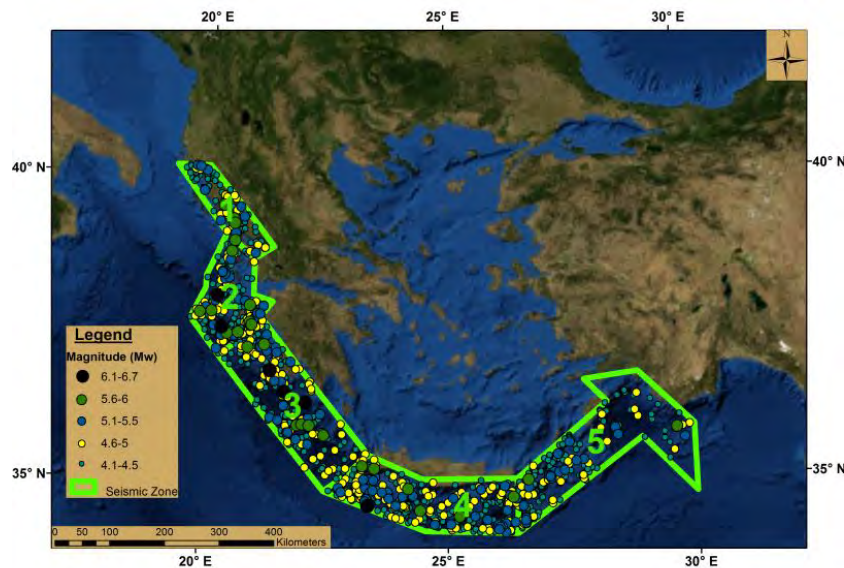 20° E 25° E 30° E
N
40° N 40° N
1
2
Legend
Magnitude (Mw)
6.1-6.7
5.6-6
5.1-5.5
4.6-5
4.1-4.5
Seismic Zone
3
5
35° N 35° N
4
0 50 100 200 300 400
Kilometers
20° E 25° E 30° E